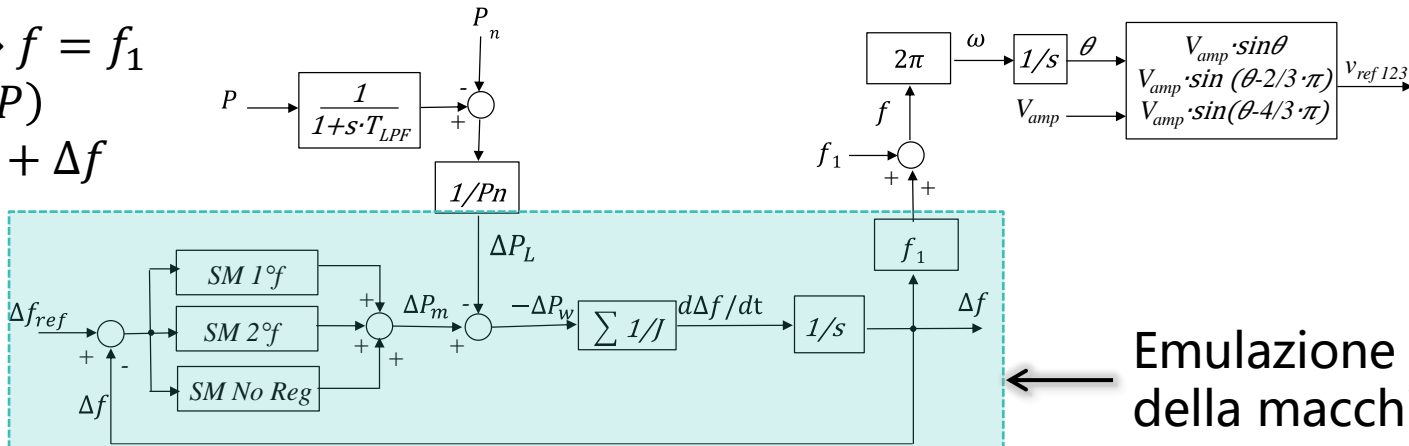 → f = f₁
P)
+ Δf
P n
P
1
1+s·T_LPF
-
+
1/Pn
2π
ω
1/s
θ
V_amp·sinθ
V_amp·sin (θ-2/3·π)
V_amp·sin(θ-4/3·π)
v_ref 123
V_amp
f
f₁
+ +
f₁
ΔP_L
SM 1°f
SM 2°f
SM No Reg
Δf_ref
+ -
Δf
+
+
+
ΔP_m
-
+
−ΔP_w
∑ 1/J
dΔf/dt
1/s
Δf
Emulazione
della macch